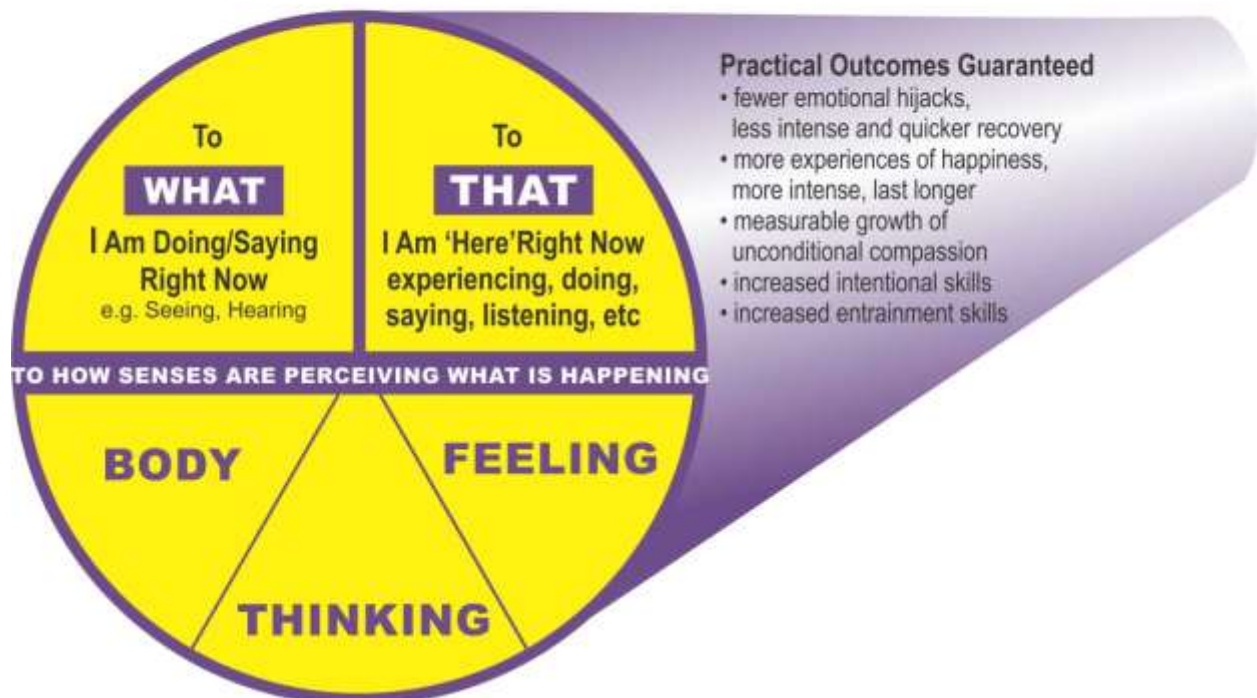 To
WHAT
I Am Doing/Saying
Right Now
e.g. Seeing, Hearing
To
THAT
I Am ‘Here’Right Now
experiencing, doing,
saying, listening, etc
TO HOW SENSES ARE PERCEIVING WHAT IS HAPPENING
BODY
THINKING
FEELING
Practical Outcomes Guaranteed
• fewer emotional hijacks,
less intense and quicker recovery
• more experiences of happiness,
more intense, last longer
• measurable growth of
unconditional compassion
• increased intentional skills
• increased entrainment skills